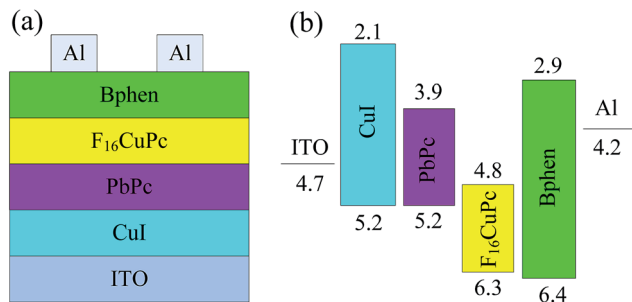 (a)
Al Al
Bphen
F₁₆CuPc
PbPc
CuI
ITO
(b)
2.1
3.9
2.9
4.8
ITO
4.7
CuI
PbPc
F₁₆CuPc
Bphen
Al
4.2
5.2
5.2
6.3
6.4